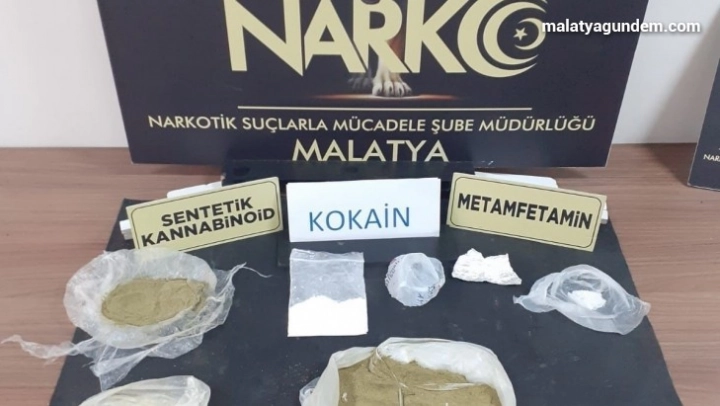 malatyagundem.com
NARKO
NARKOTİK SUÇLARLA MÜCADELE ŞUBE MÜDÜRLÜĞÜ
MALATYA
SENTETİK
KANNABİNOİD
KOKAİN
METAMFETAMİN